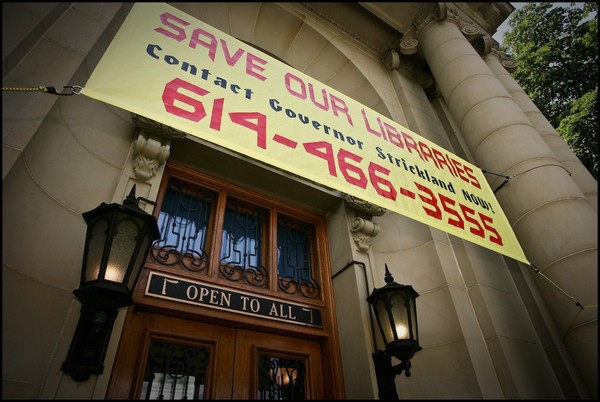 SAVE OUR LIBRARIES
Contact Governor Strickland NOW!
614-466-3555
OPEN TO ALL